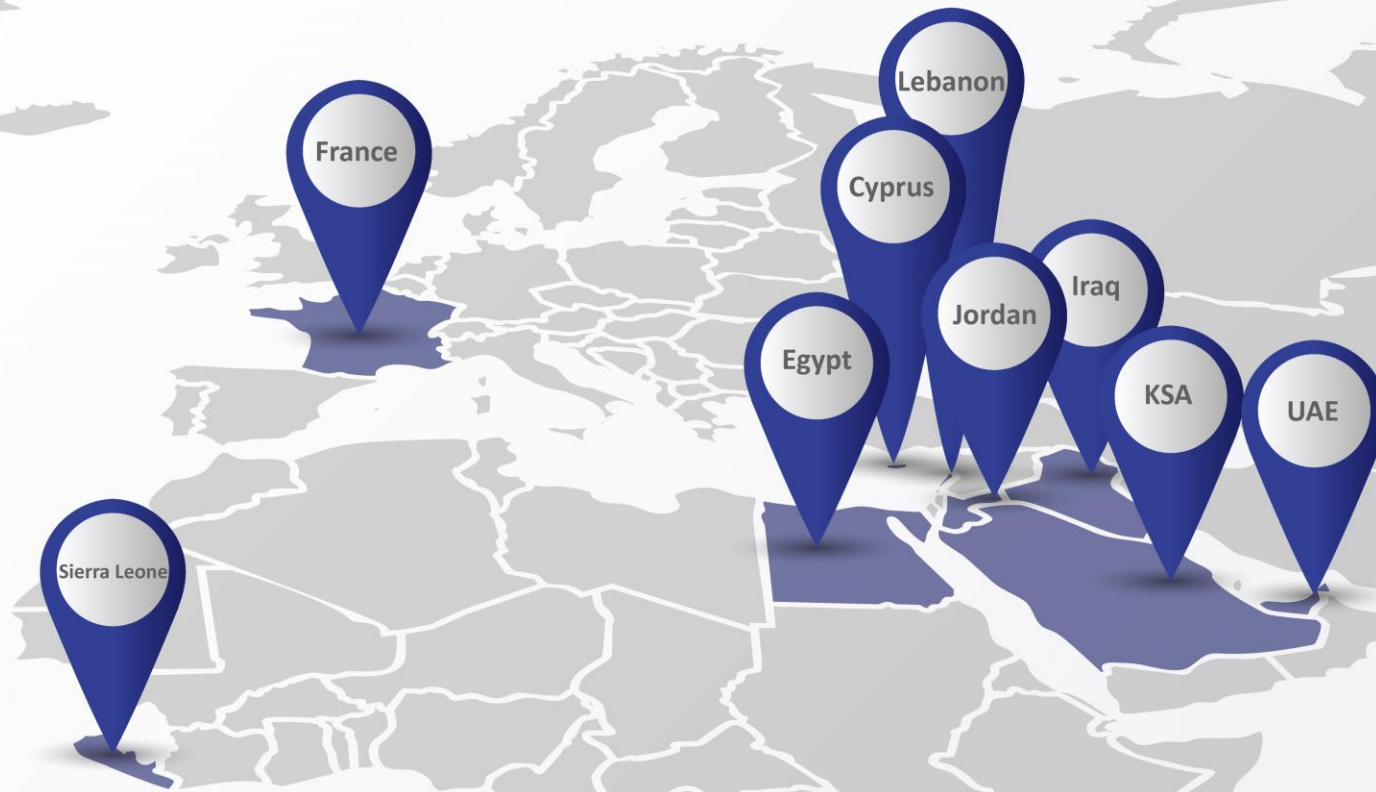 Lebanon
France
Cyprus
Iraq
Jordan
Egypt
KSA
UAE
Sierra Leone